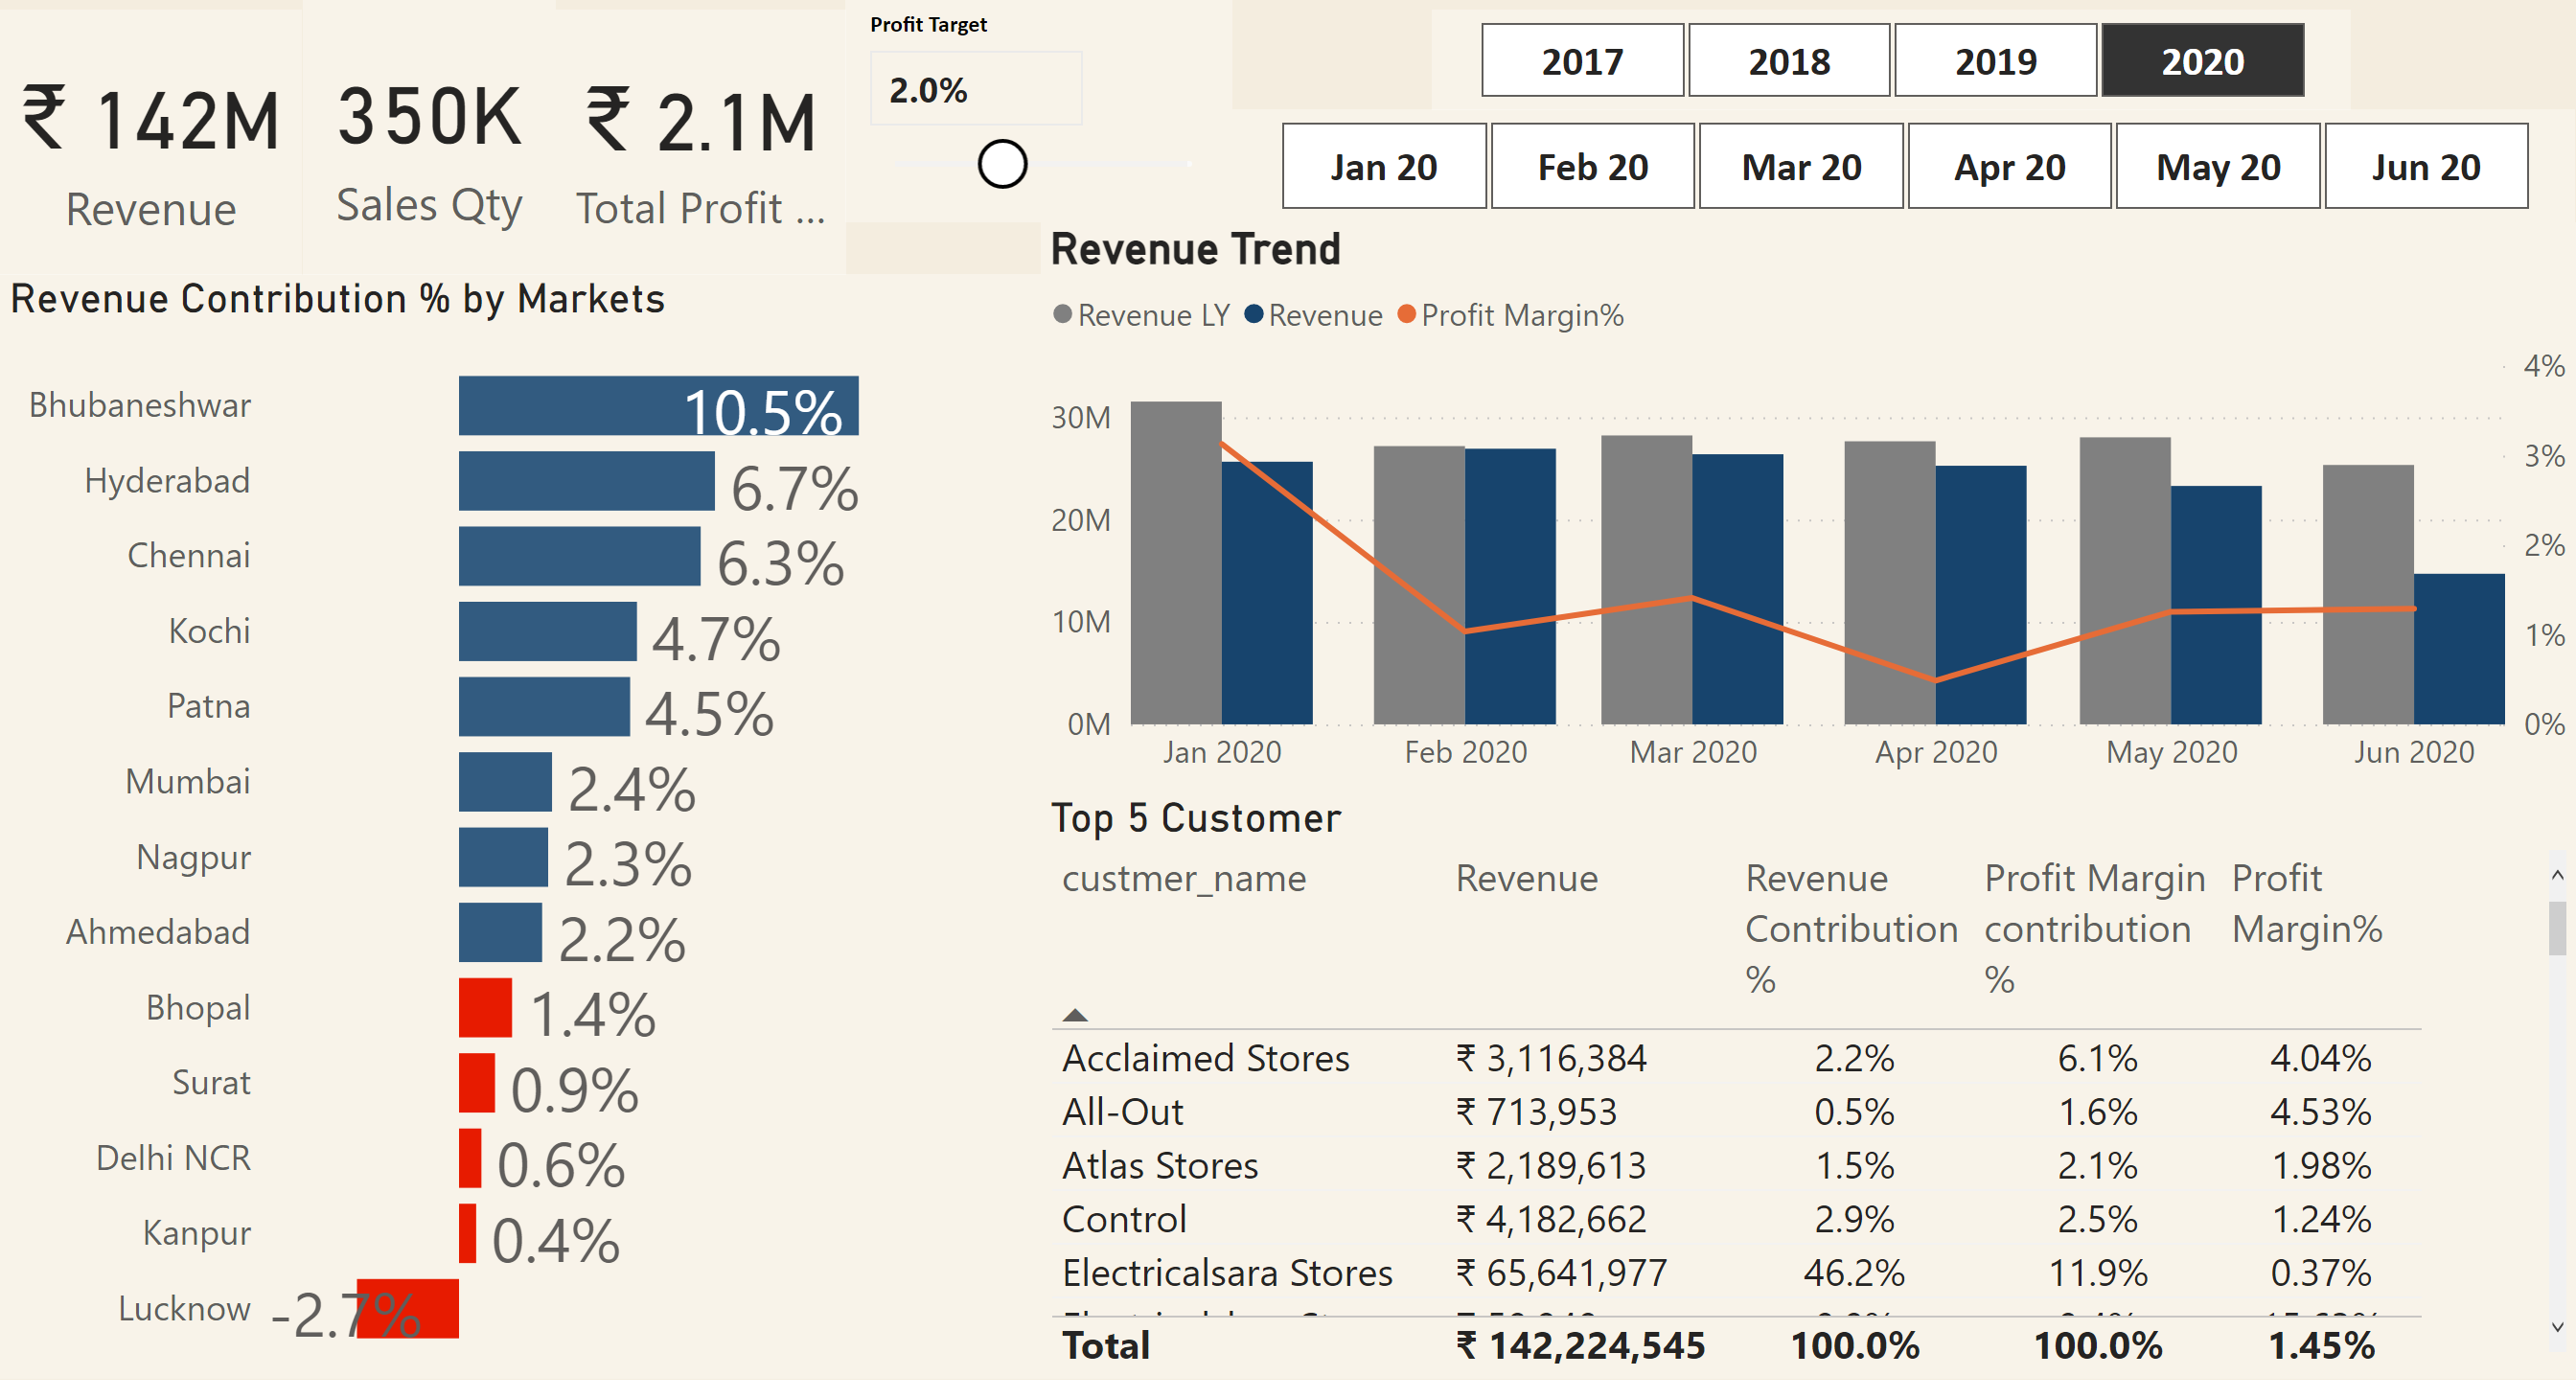 ₹ 142M
Revenue
350K
Sales Qty
₹ 2.1M
Total Profit ...
Profit Target
2.0%
2017 2018 2019 2020
Jan 20 Feb 20 Mar 20 Apr 20 May 20 Jun 20
Revenue Contribution % by Markets
Bhubaneshwar 10.5%
Hyderabad 6.7%
Chennai 6.3%
Kochi 4.7%
Patna 4.5%
Mumbai 2.4%
Nagpur 2.3%
Ahmedabad 2.2%
Bhopal 1.4%
Surat 0.9%
Delhi NCR 0.6%
Kanpur 0.4%
Lucknow -2.7%
Revenue Trend
Revenue LY Revenue Profit Margin%
4%
30M
3%
20M
2%
10M
1%
0M
0%
Jan 2020 Feb 2020 Mar 2020 Apr 2020 May 2020 Jun 2020
Top 5 Customer
custmer_name Revenue Revenue Profit Margin Profit
Contribution contribution Margin%
% %
Acclaimed Stores ₹ 3,116,384 2.2% 6.1% 4.04%
All-Out ₹ 713,953 0.5% 1.6% 4.53%
Atlas Stores ₹ 2,189,613 1.5% 2.1% 1.98%
Control ₹ 4,182,662 2.9% 2.5% 1.24%
Electricalsara Stores ₹ 65,641,977 46.2% 11.9% 0.37%
Total ₹ 142,224,545 100.0% 100.0% 1.45%